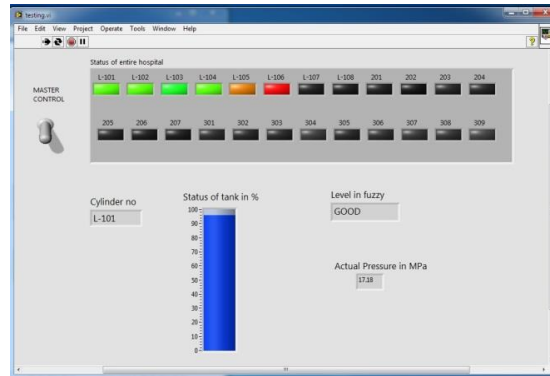 testing.vi
File Edit View Project Operate Tools Window Help
Status of entire hospital
L-101 L-102 L-103 L-104 L-105 L-106 L-107 L-108 201 202 203 204
MASTER
CONTROL
205 206 207 301 302 303 304 305 306 307 308 309
Cylinder no
L-101
Status of tank in %
100
90
80
70
60
50
40
30
20
10
0
Level in fuzzy
GOOD
Actual Pressure in MPa
17.18